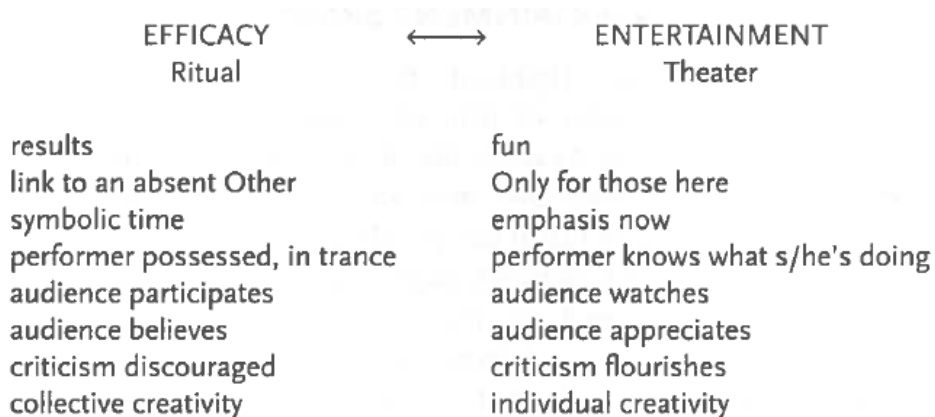 EFFICACY ⟷ ENTERTAINMENT
Ritual Theater
results fun
link to an absent Other Only for those here
symbolic time emphasis now
performer possessed, in trance performer knows what s/he's doing
audience participates audience watches
audience believes audience appreciates
criticism discouraged criticism flourishes
collective creativity individual creativity